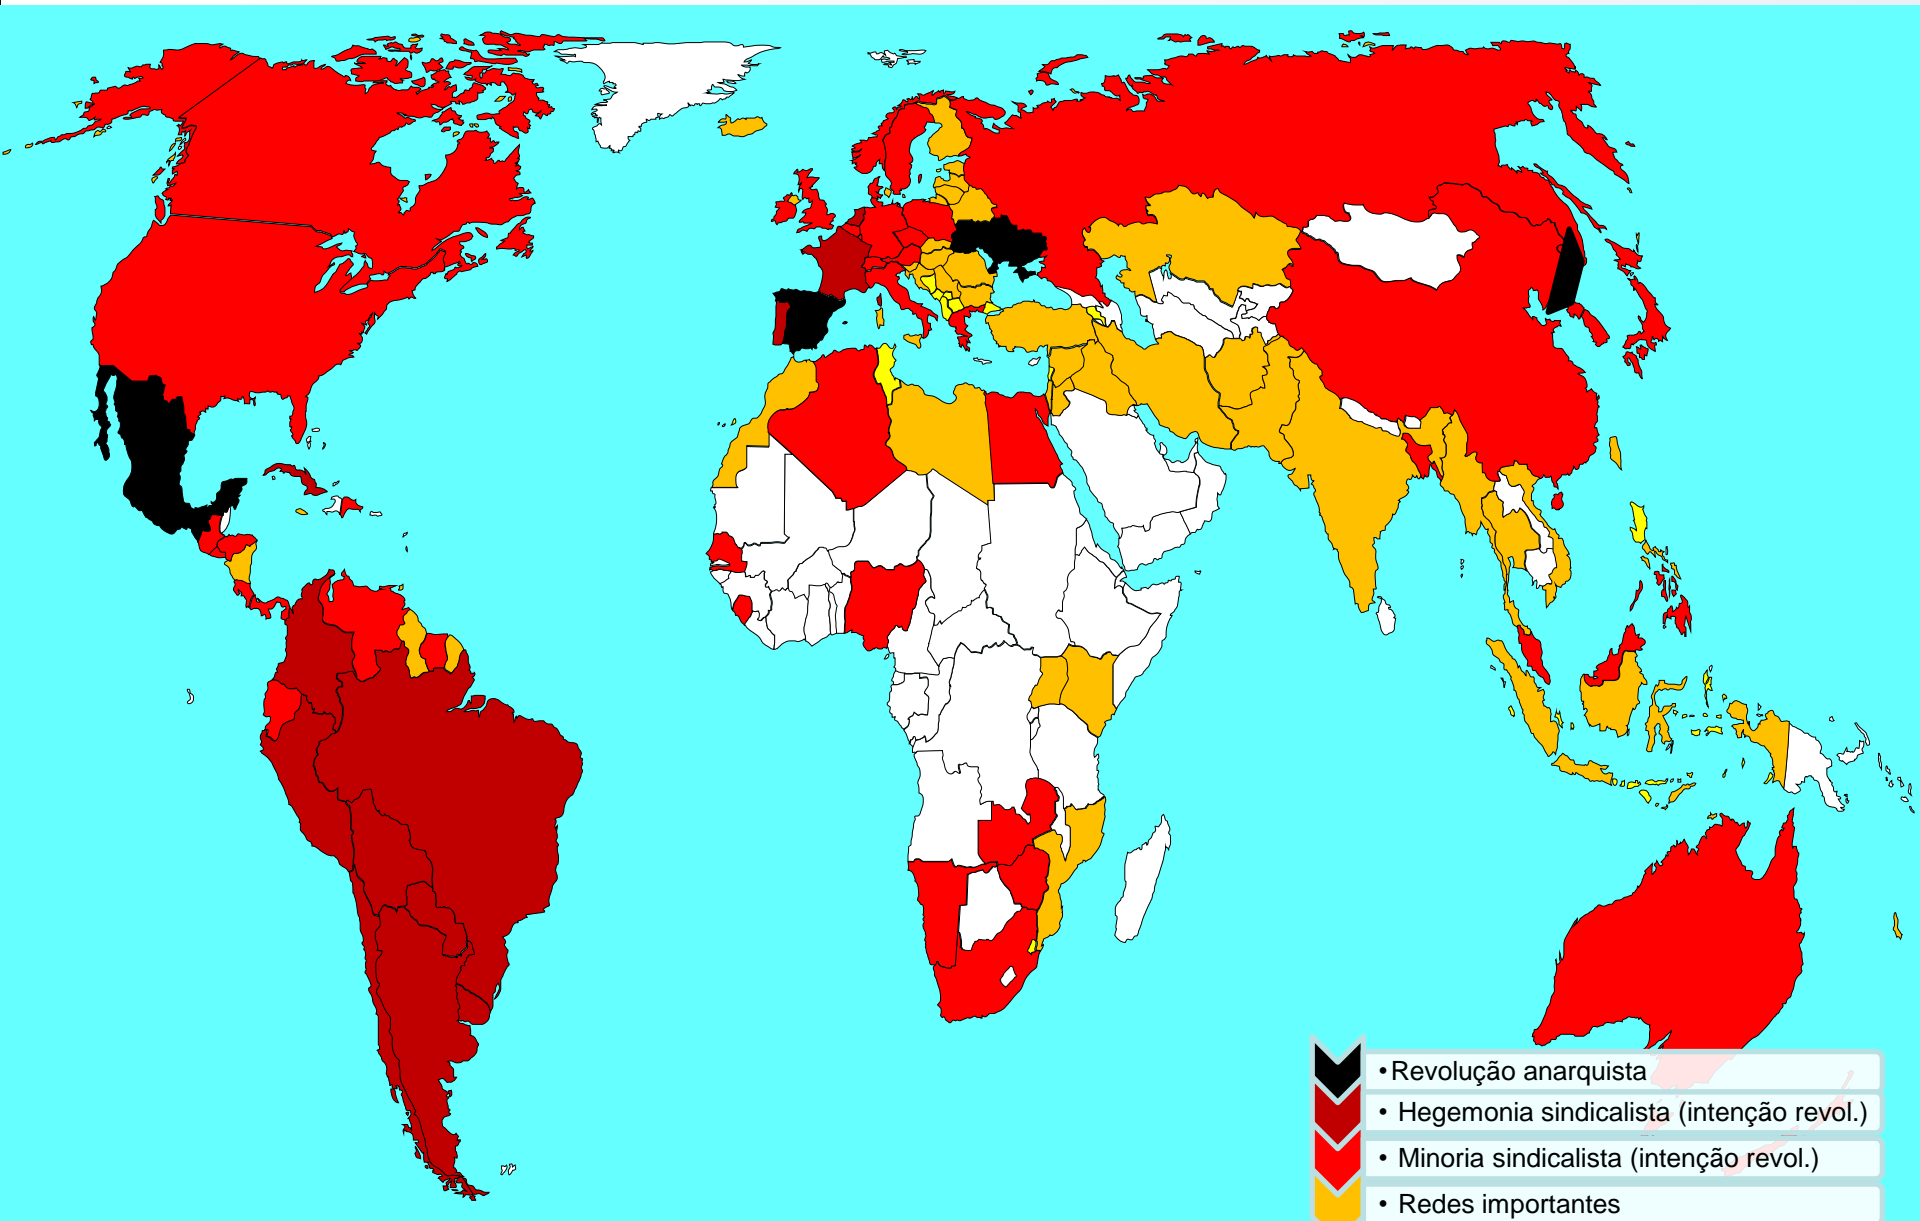 •Revolução anarquista
• Hegemonia sindicalista (intenção revol.)
• Minoria sindicalista (intenção revol.)
• Redes importantes